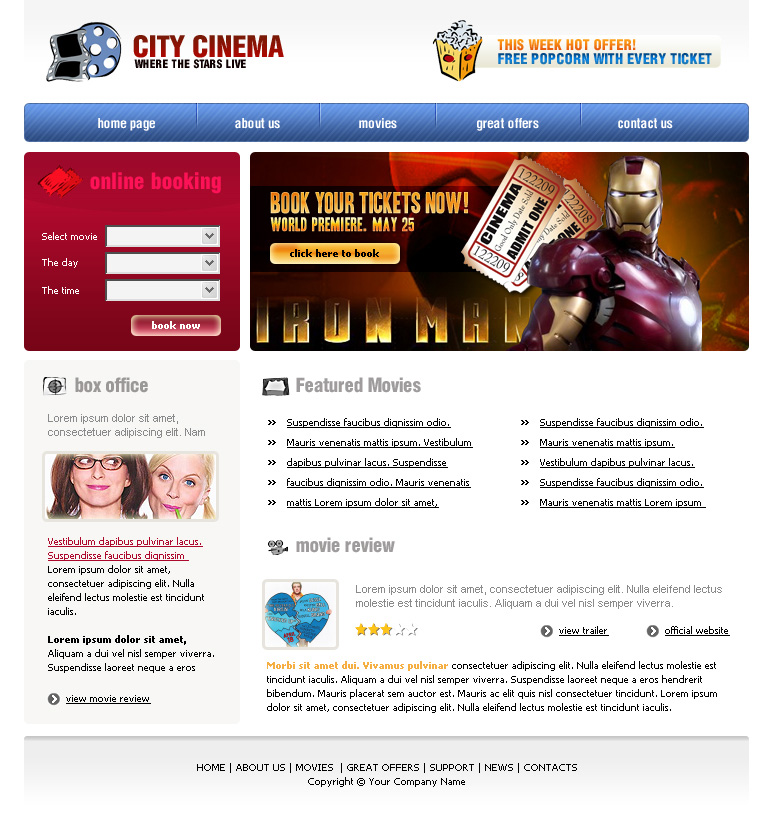 CITY CINEMA
WHERE THE STARS LIVE
THIS WEEK HOT OFFER!
FREE POPCORN WITH EVERY TICKET
home page
about us
movies
great offers
contact us
online booking
Select movie
The day
The time
book now
BOOK YOUR TICKETS NOW!
WORLD PREMIERE. MAY 25
click here to book
122209
CINEMA
Good Only Date Sold
ADMIT ONE
122209
122208
IRON MAN
box office
Lorem ipsum dolor sit amet,
consectetuer adipiscing elit. Nam
Vestibulum dapibus pulvinar lacus.
Suspendisse faucibus dignissim
Lorem ipsum dolor sit amet,
consectetuer adipiscing elit. Nulla
eleifend lectus molestie est tincidunt
iaculis.
Lorem ipsum dolor sit amet,
Aliquam a dui vel nisl semper viverra.
Suspendisse laoreet neque a eros
view movie review
Featured Movies
Suspendisse faucibus dignissim odio.
Mauris venenatis mattis ipsum. Vestibulum
dapibus pulvinar lacus. Suspendisse
faucibus dignissim odio. Mauris venenatis
mattis Lorem ipsum dolor sit amet,
Suspendisse faucibus dignissim odio.
Mauris venenatis mattis ipsum.
Vestibulum dapibus pulvinar lacus.
Suspendisse faucibus dignissim odio.
Mauris venenatis mattis Lorem ipsum
movie review
Lorem ipsum dolor sit amet, consectetuer adipiscing elit. Nulla eleifend lectus
molestie est tincidunt iaculis. Aliquam a dui vel nisl semper viverra.
view trailer
official website
Morbi sit amet dui. Vivamus pulvinar consectetuer adipiscing elit. Nulla eleifend lectus molestie est
tincidunt iaculis. Aliquam a dui vel nisl semper viverra. Suspendisse laoreet neque a eros hendrerit
bibendum. Mauris placerat sem auctor est. Mauris ac elit quis nisl consectetuer tincidunt. Lorem ipsum
dolor sit amet, consectetuer adipiscing elit. Nulla eleifend lectus molestie est tincidunt iaculis.
HOME | ABOUT US | MOVIES | GREAT OFFERS | SUPPORT | NEWS | CONTACTS
Copyright © Your Company Name